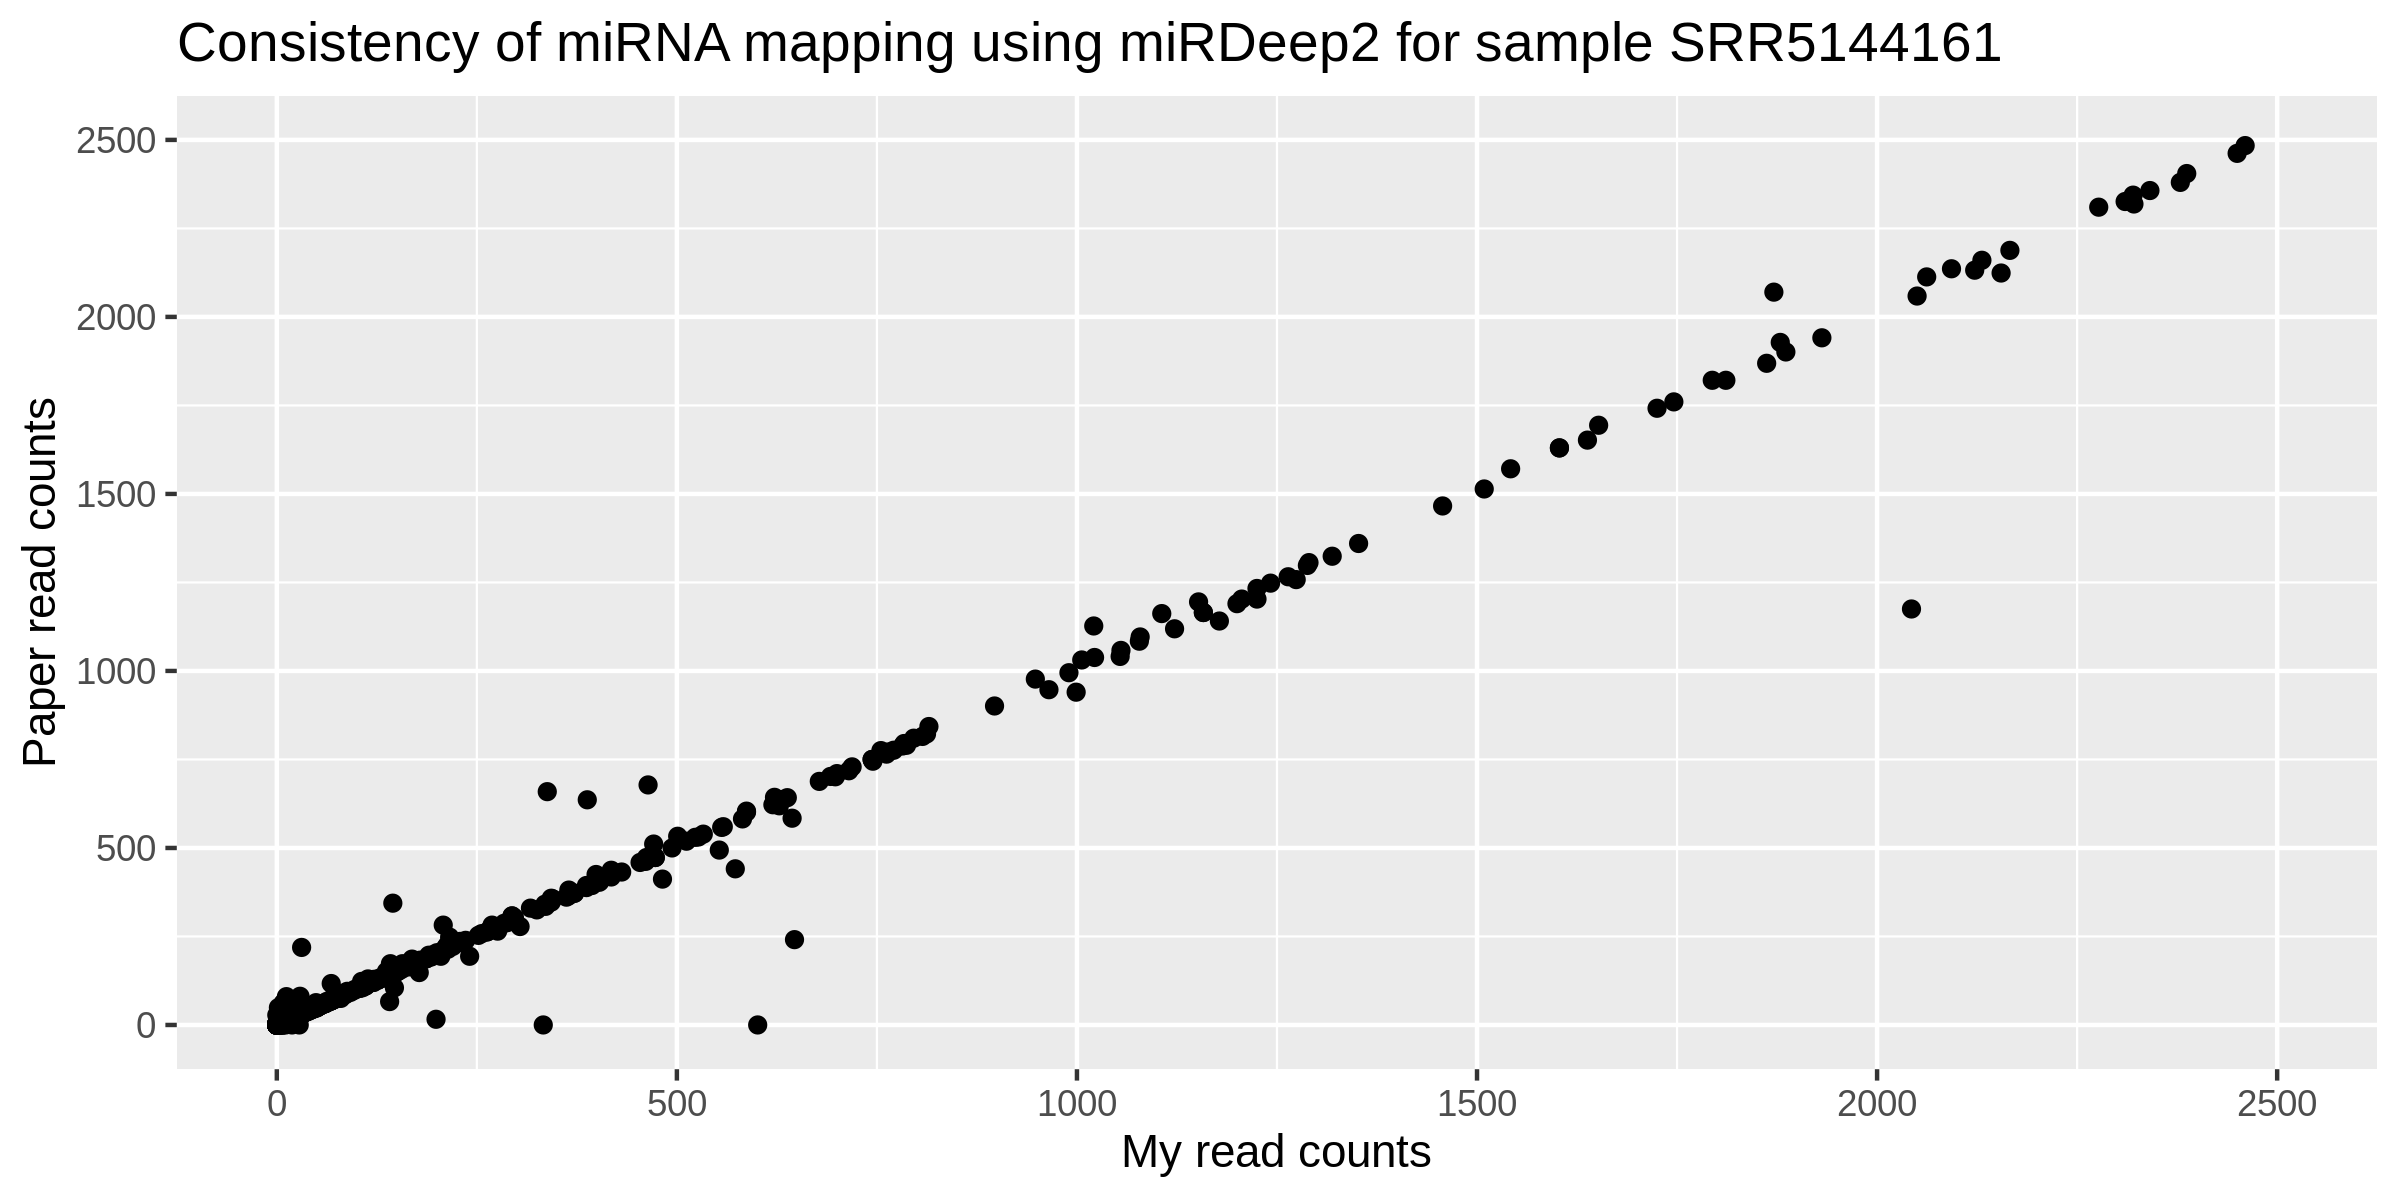 Consistency of miRNA mapping using miRDeep2 for sample SRR5144161
2500
2000
1500
1000
500
0
Paper read counts
0 500 1000 1500 2000 2500
My read counts